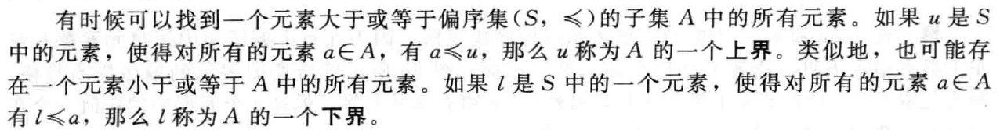 有时候可以找到一个元素大于或等于偏序集(S, ≼)的子集 A 中的所有元素。如果 u 是 S
中的元素，使得对所有的元素 a∈A，有 a≼u，那么 u 称为 A 的一个上界。类似地，也可能存
在一个元素小于或等于 A 中的所有元素。如果 l 是 S 中的一个元素，使得对所有的元素 a∈A
有 l≼a，那么 l 称为 A 的一个下界。